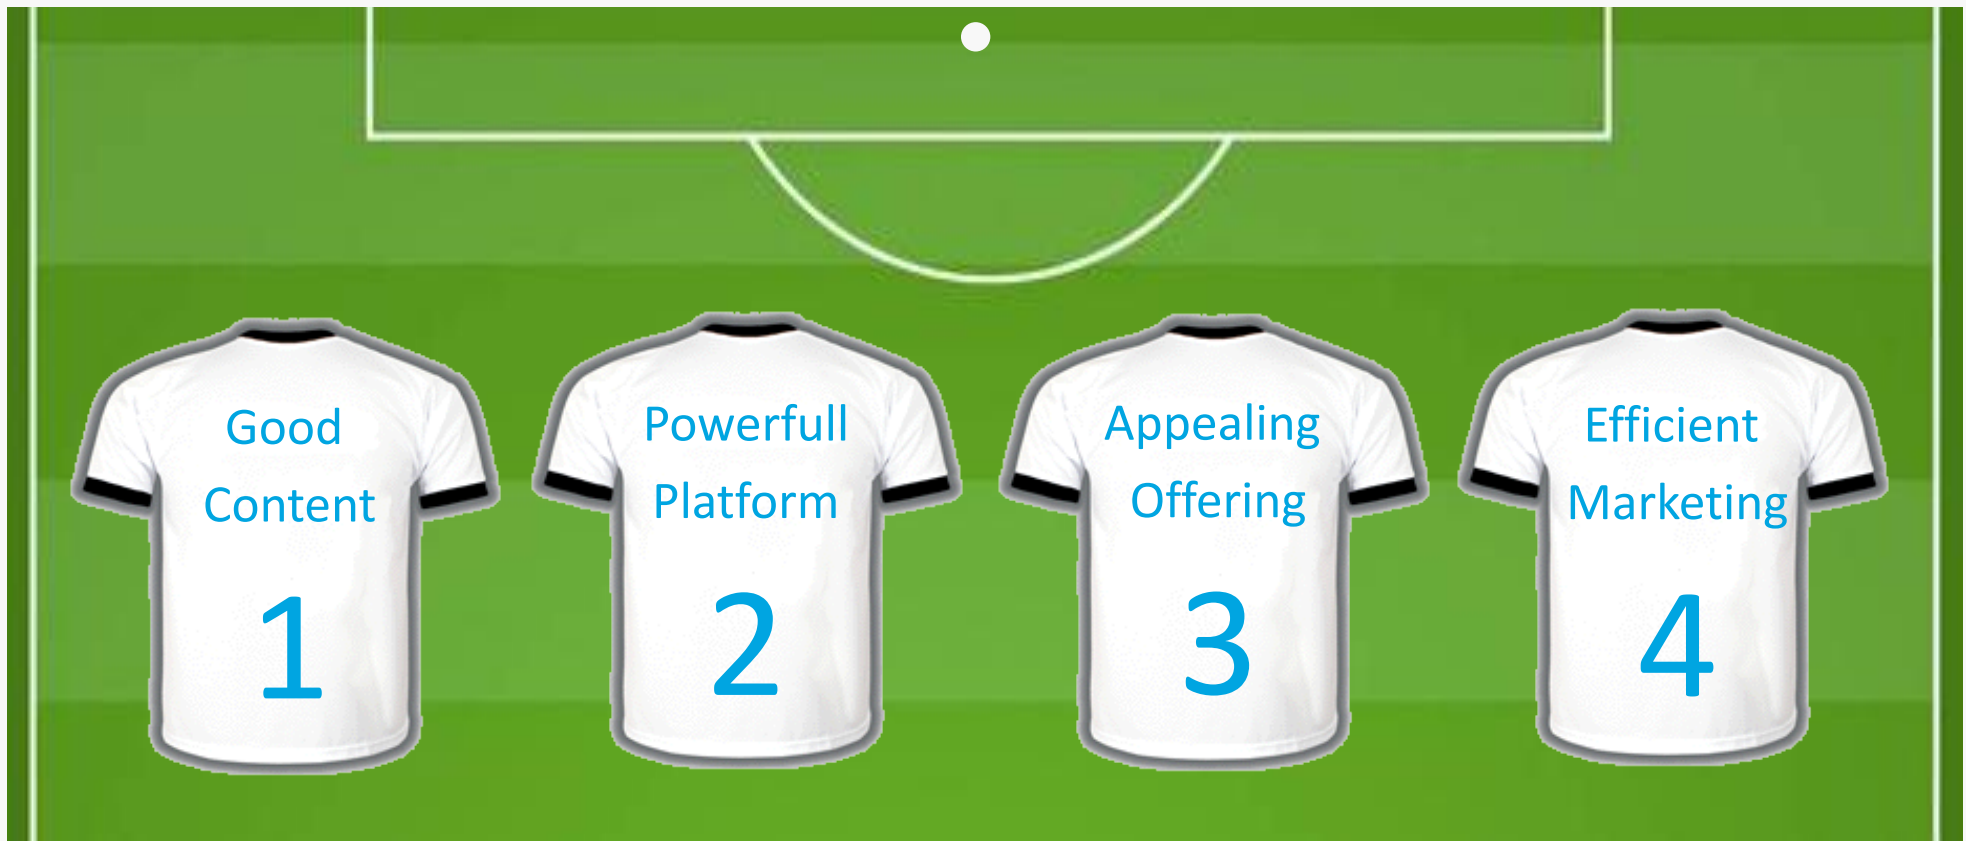 Good
Content
1
Powerfull
Platform
2
Appealing
Offering
3
Efficient
Marketing
4